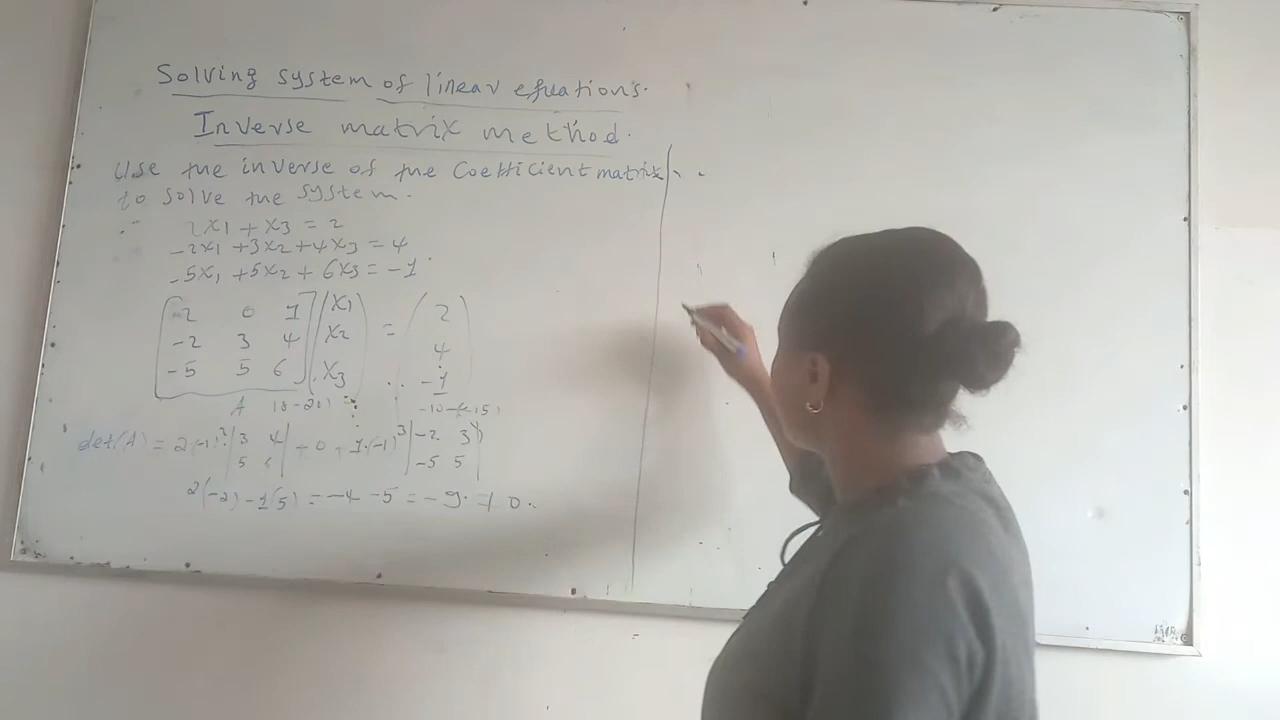 Solving system of linear equations.
Inverse matrix method.
Use the inverse of the Coefficient matrix
to solve the system.
2x1 + x3 = 2
-2x1 +3x2 +4x3 = 4
-5x1 +5x2 + 6x3 = -1
2 0 1 x1 2
-2 3 4 x2 = 4
-5 5 6 x3 -1
A 18-20 -10-(-15)
det(A) = 2(-1)² |3 4| + 0 + 1·(-1) |-2 3|
5 6 -5 5
2(-2) - 1(5) = -4 -5 = -9 ≠ 0.